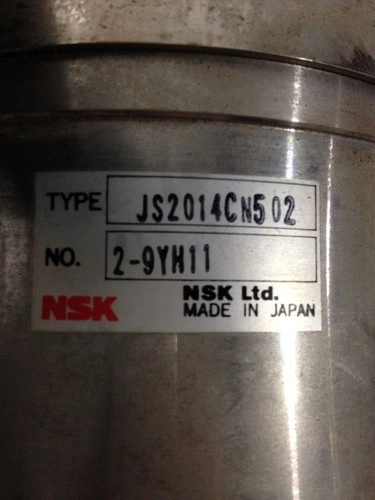 TYPE JS2014CN502
NO. 2-9YH11
NSK NSK Ltd.
MADE IN JAPAN